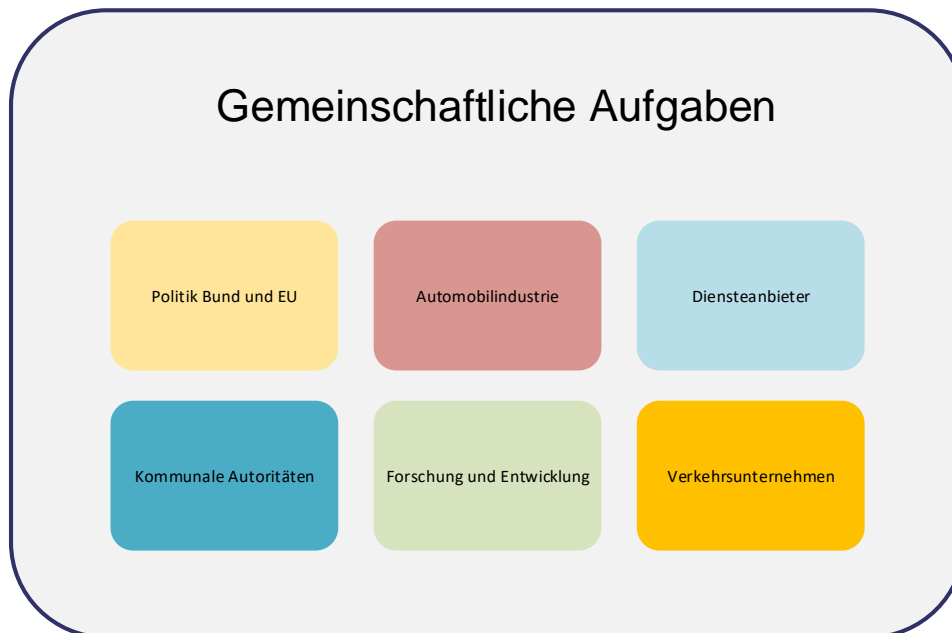 Gemeinschaftliche Aufgaben
Politik Bund und EU
Automobilindustrie
Diensteanbieter
Kommunale Autoritäten
Forschung und Entwicklung
Verkehrsunternehmen